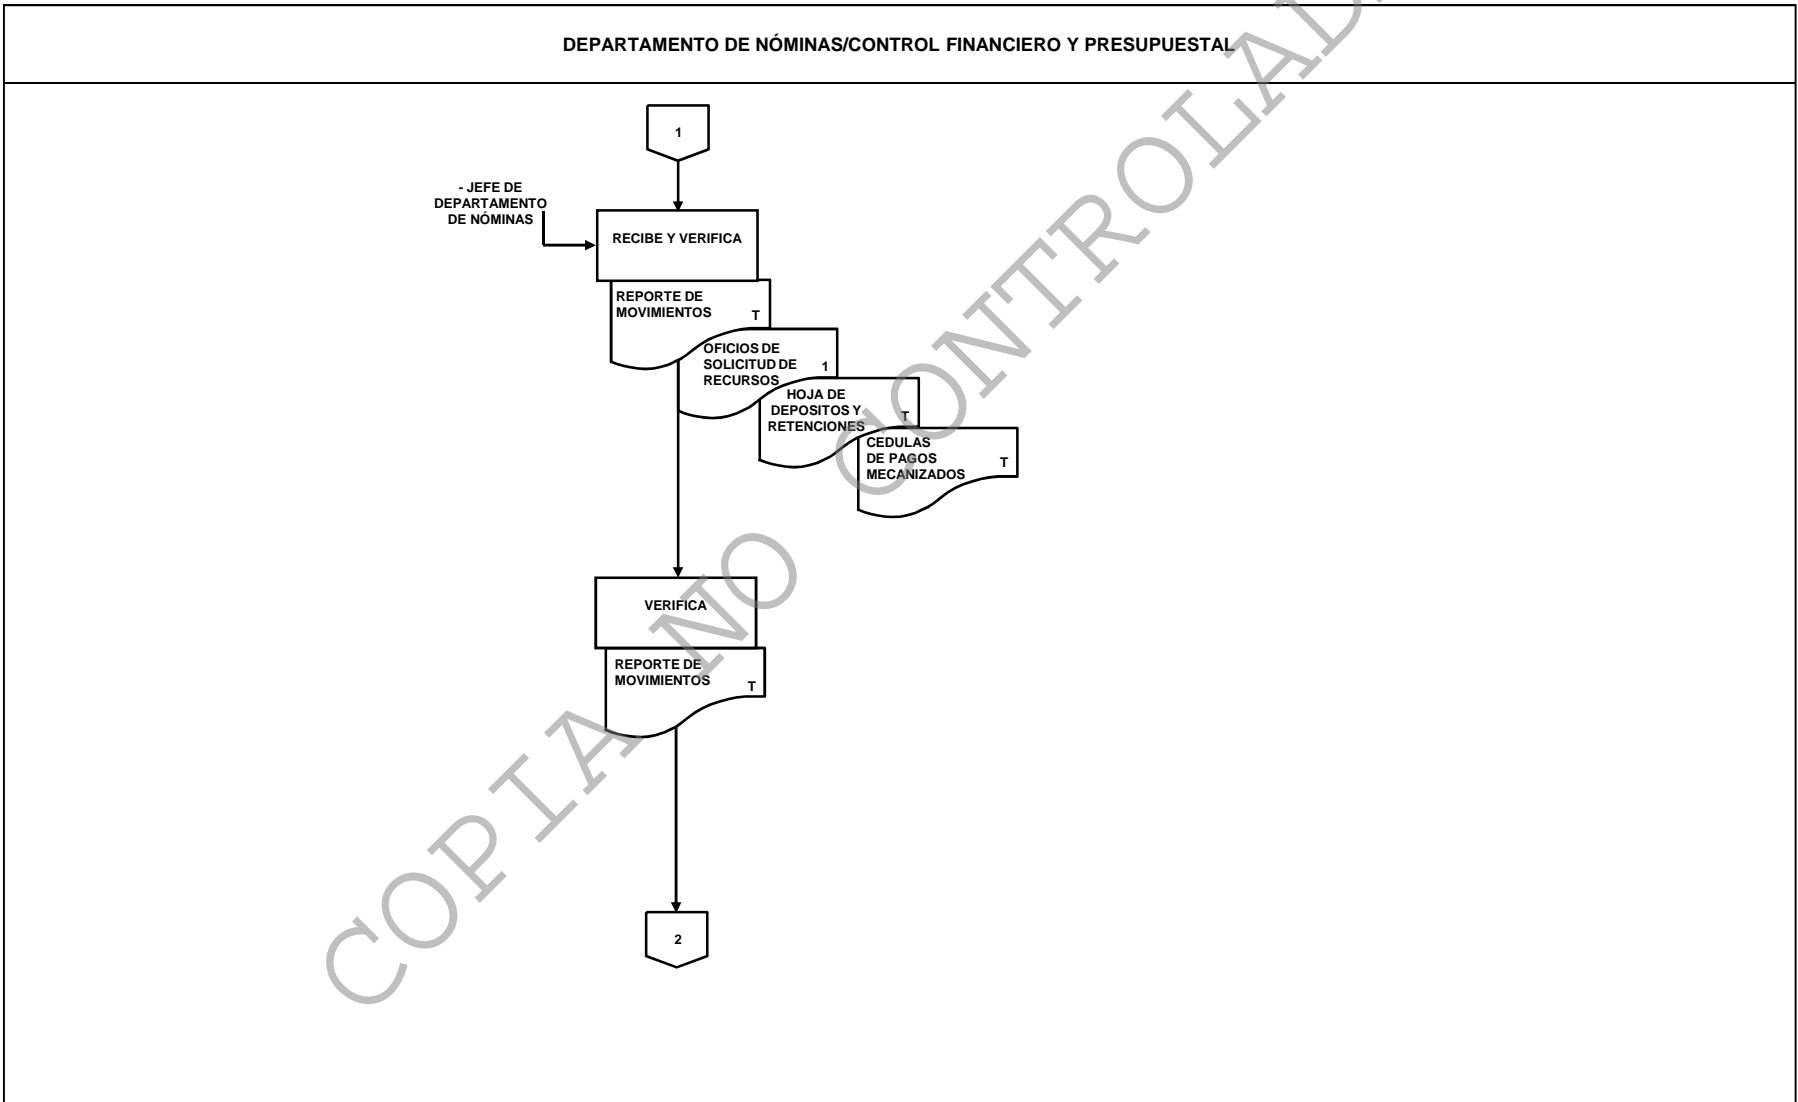 DEPARTAMENTO DE NÓMINAS/CONTROL FINANCIERO Y PRESUPUESTAL
1
- JEFE DE
DEPARTAMENTO
DE NÓMINAS
RECIBE Y VERIFICA
REPORTE DE
MOVIMIENTOS
T
OFICIOS DE
SOLICITUD DE
RECURSOS
1
HOJA DE
DEPOSITOS Y
RETENCIONES
T
CEDULAS
DE PAGOS
MECANIZADOS
T
VERIFICA
REPORTE DE
MOVIMIENTOS
T
2
COPIA NO CONTROLAD